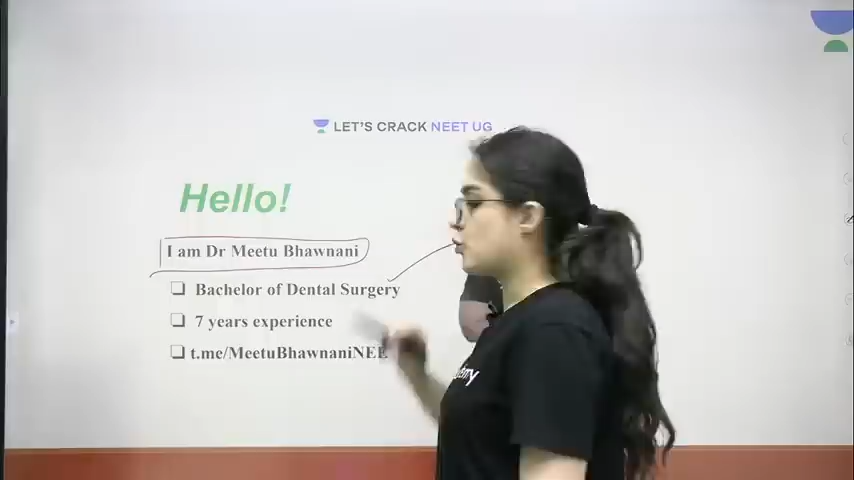 LET'S CRACK NEET UG
Hello!
I am Dr Meetu Bhawnani
Bachelor of Dental Surgery
7 years experience
t.me/MeetuBhawnaniNEE